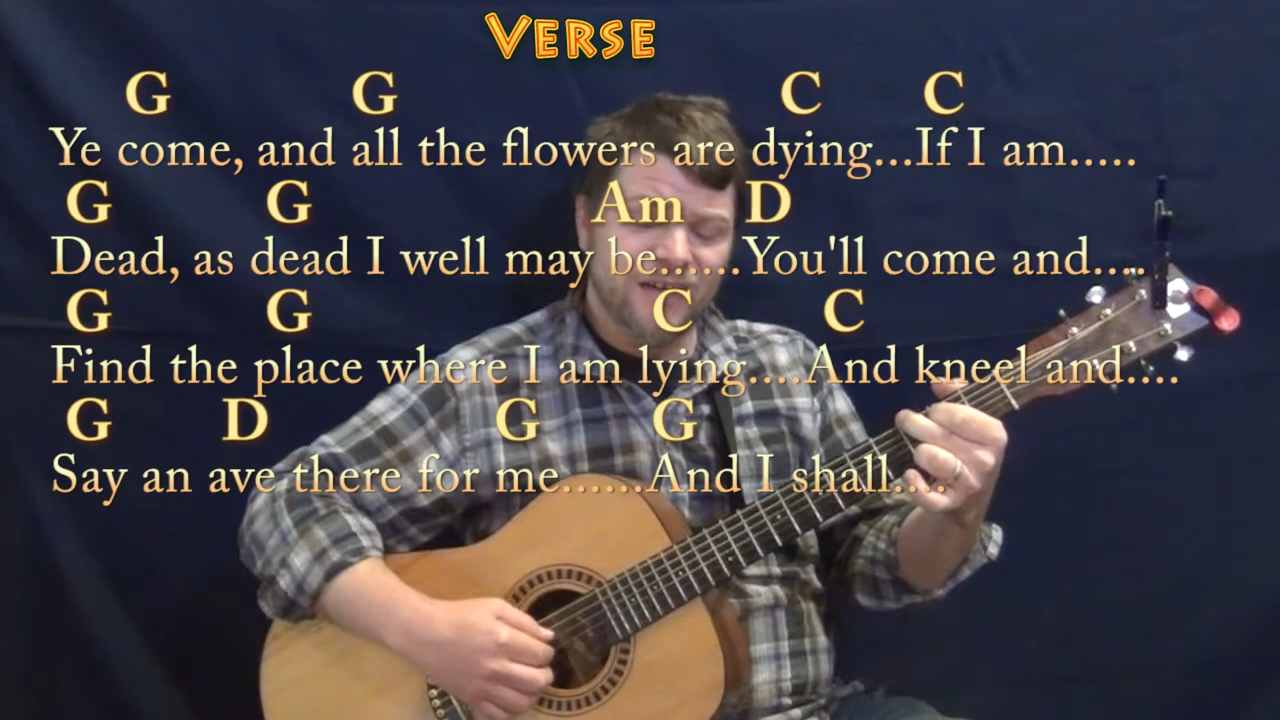 VERSE
G G C C
Ye come, and all the flowers are dying...If I am.....
G G Am D
Dead, as dead I well may be......You'll come and....
G G C C
Find the place where I am lying....And kneel and....
G D G G
Say an ave there for me......And I shall....